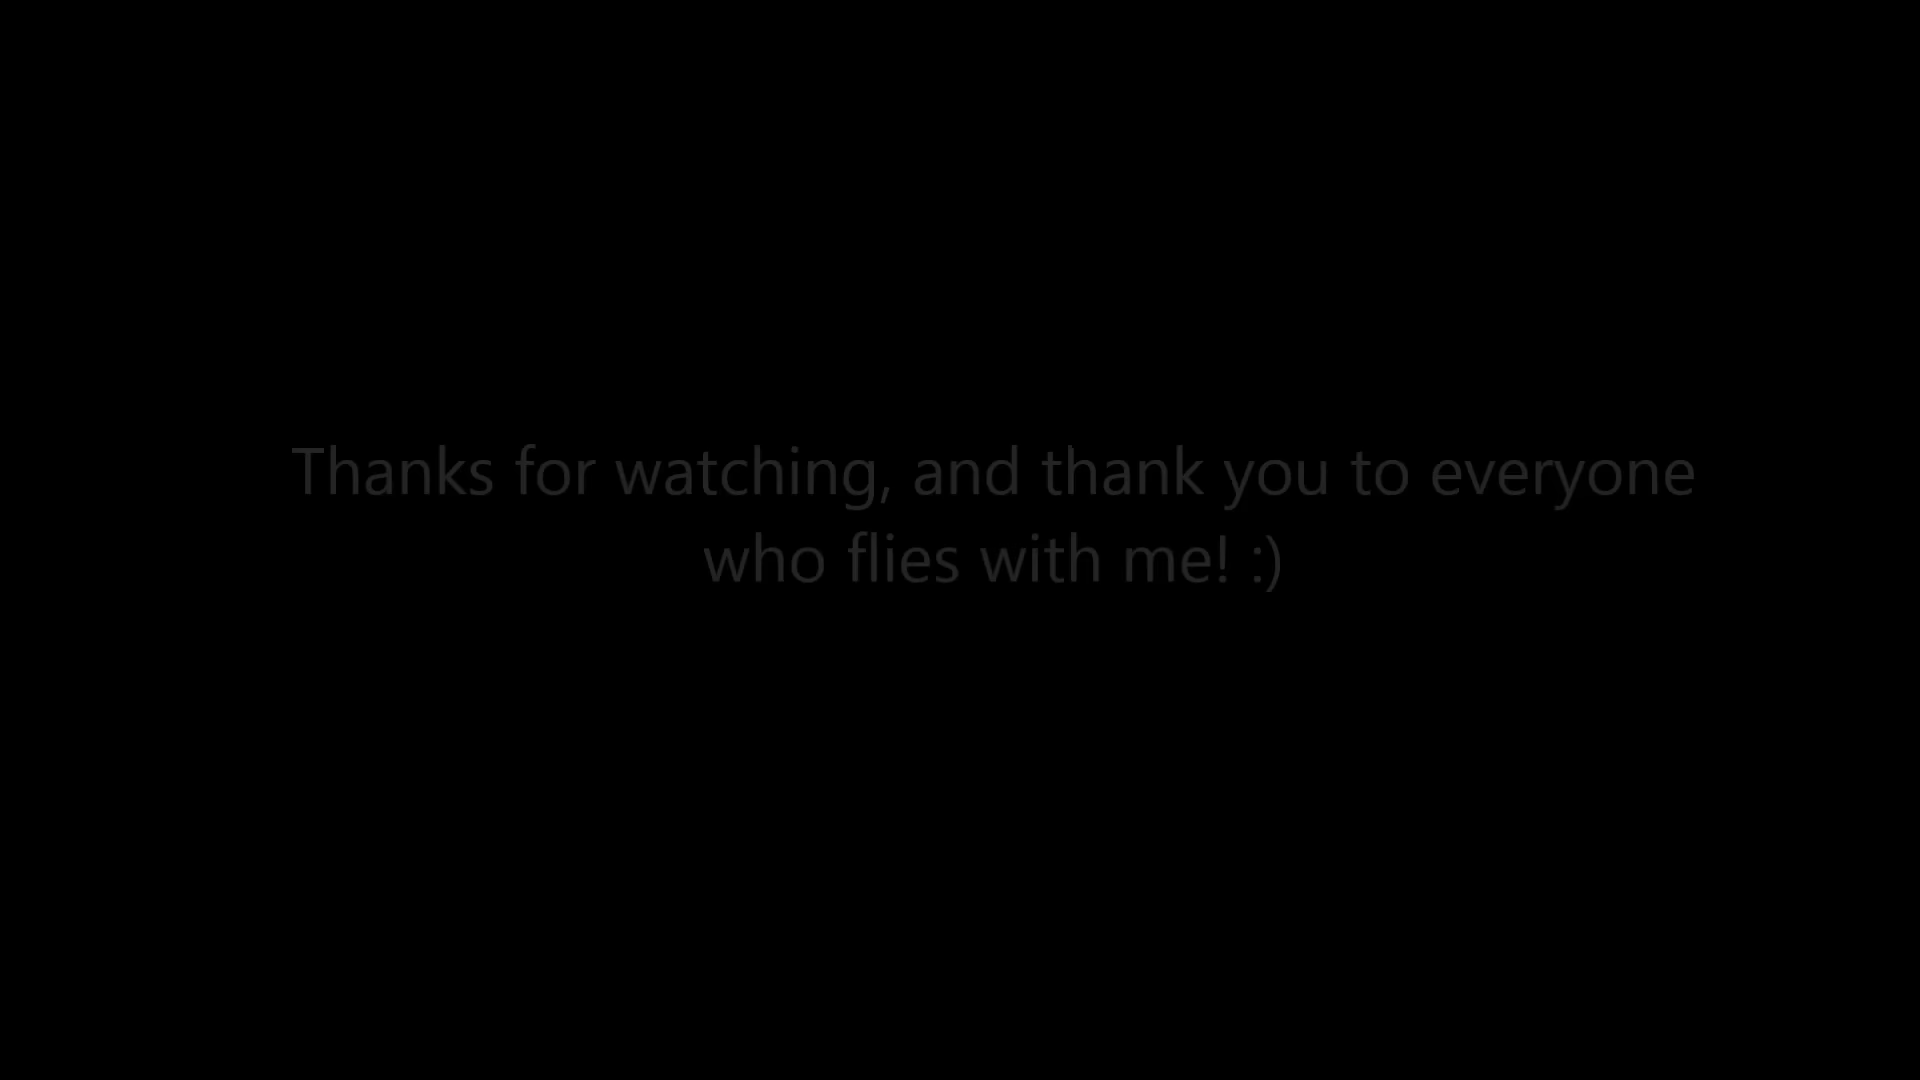 Thanks for watching, and thank you to everyone
who flies with me! :)